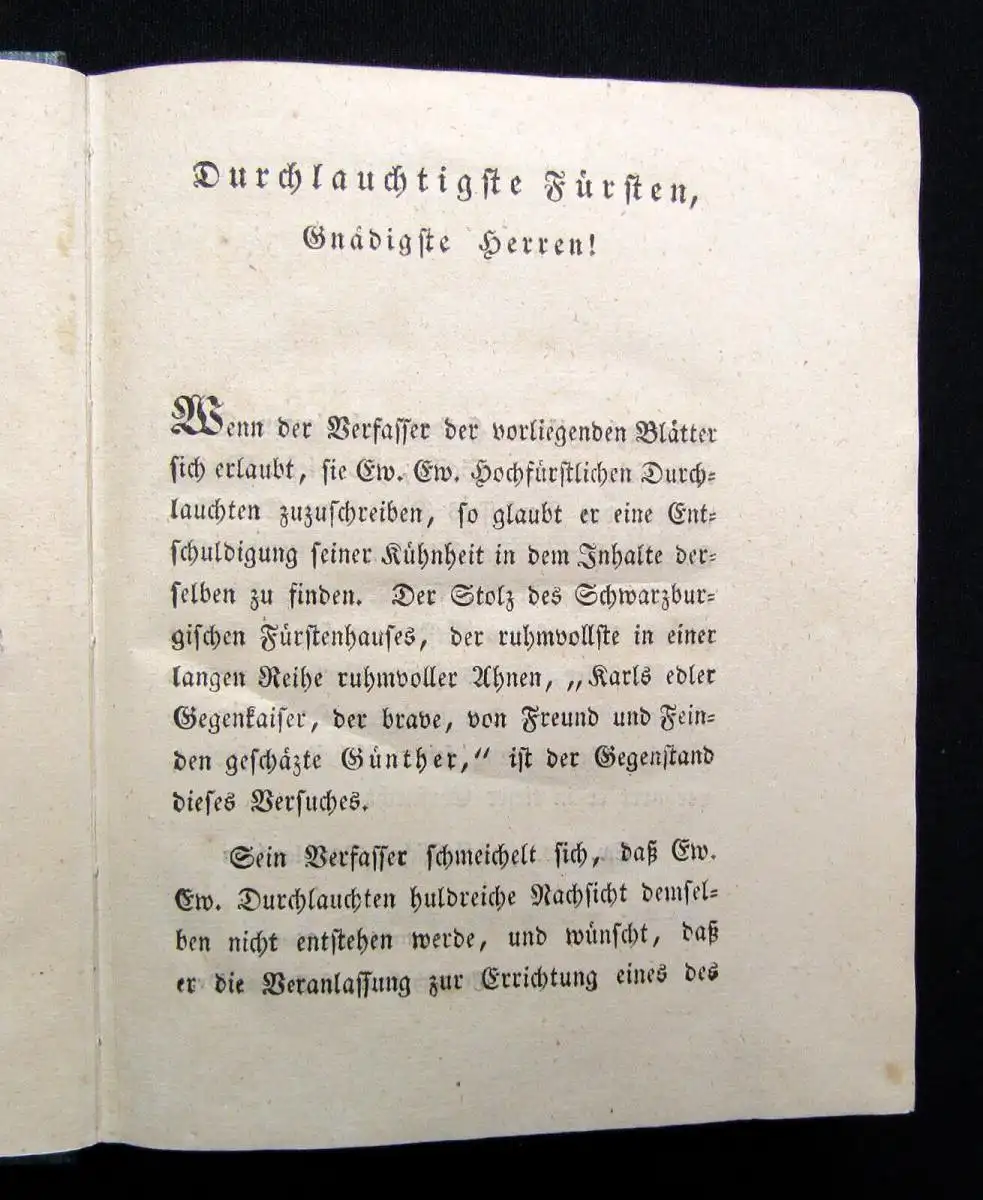 Durchlauchtigste Fürsten,
Gnädigste Herren!
Wenn der Verfasser der vorliegenden Blätter
sich erlaubt, sie Ew. Ew. Hochfürstlichen Durch-
lauchten zuzuschreiben, so glaubt er eine Ent-
schuldigung seiner Kühnheit in dem Inhalte der-
selben zu finden. Der Stolz des Schwarzbur-
gischen Fürstenhauses, der ruhmvollste in einer
langen Reihe ruhmvoller Ahnen, „Karls edler
Gegenkaiser, der brave, von Freund und Fein-
den geschäzte Günther,“ ist der Gegenstand
dieses Versuches.
Sein Verfasser schmeichelt sich, daß Ew.
Ew. Durchlauchten huldreiche Nachsicht demsel-
ben nicht entstehen werde, und wünscht, daß
er die Veranlassung zur Errichtung eines des